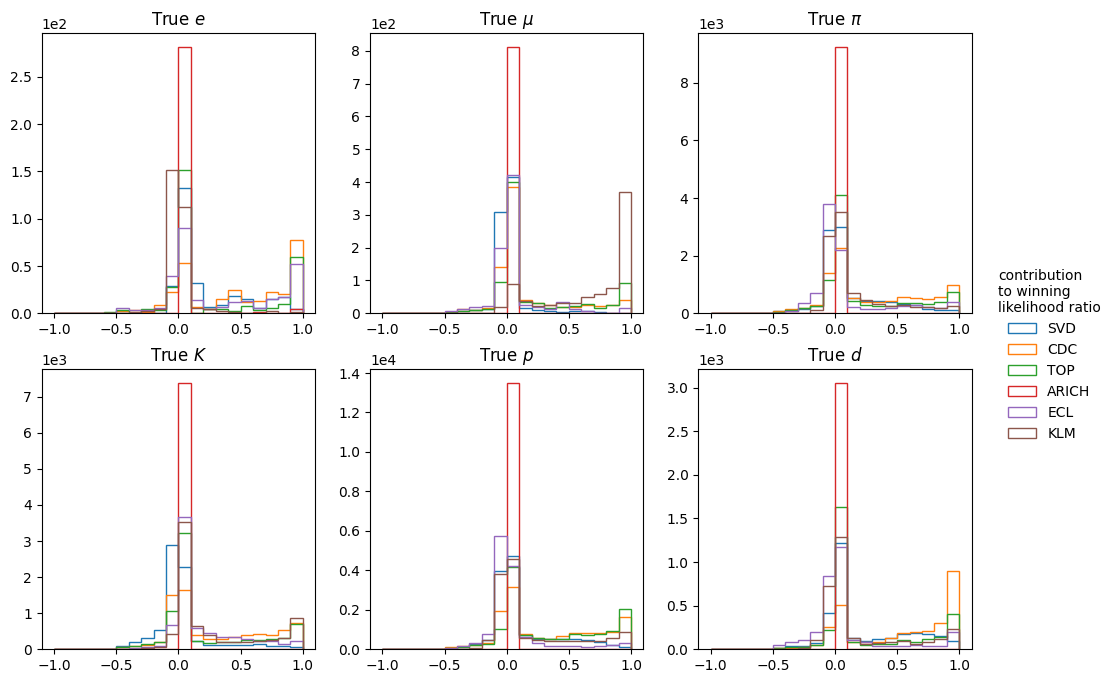 True e
1e2
2.5
2.0
1.5
1.0
0.5
0.0
−1.0 −0.5 0.0 0.5 1.0
True μ
1e2
8
7
6
5
4
3
2
1
0
−1.0 −0.5 0.0 0.5 1.0
True π
1e3
8
6
4
2
0
−1.0 −0.5 0.0 0.5 1.0
True K
1e3
7
6
5
4
3
2
1
0
−1.0 −0.5 0.0 0.5 1.0
True p
1e4
1.4
1.2
1.0
0.8
0.6
0.4
0.2
0.0
−1.0 −0.5 0.0 0.5 1.0
True d
1e3
3.0
2.5
2.0
1.5
1.0
0.5
0.0
−1.0 −0.5 0.0 0.5 1.0
contribution
to winning
likelihood ratio
SVD
CDC
TOP
ARICH
ECL
KLM